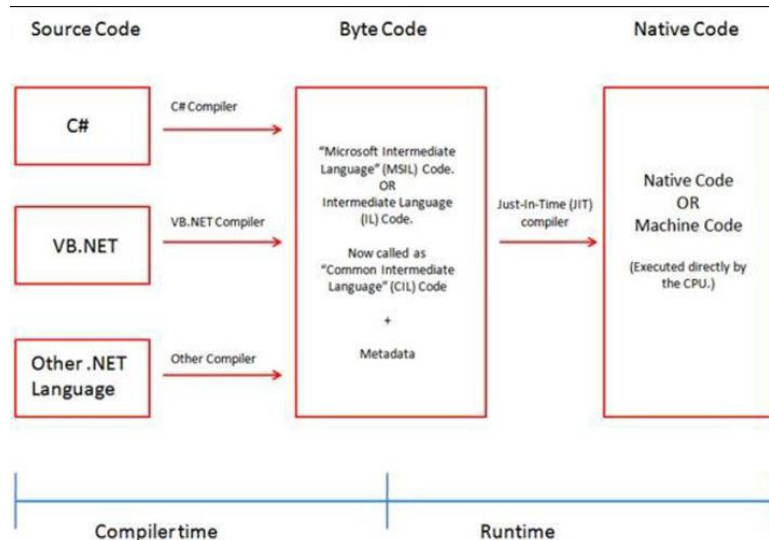 Source Code
Byte Code
Native Code
C#
C# Compiler
VB.NET
VB.NET Compiler
Other .NET
Language
Other Compiler
"Microsoft Intermediate
Language" (MSIL) Code.
OR
Intermediate Language
(IL) Code.
Now called as
"Common Intermediate
Language" (CIL) Code
+
Metadata
Just-In-Time (JIT)
compiler
Native Code
OR
Machine Code
(Executed directly by
the CPU.)
Compiler time
Runtime